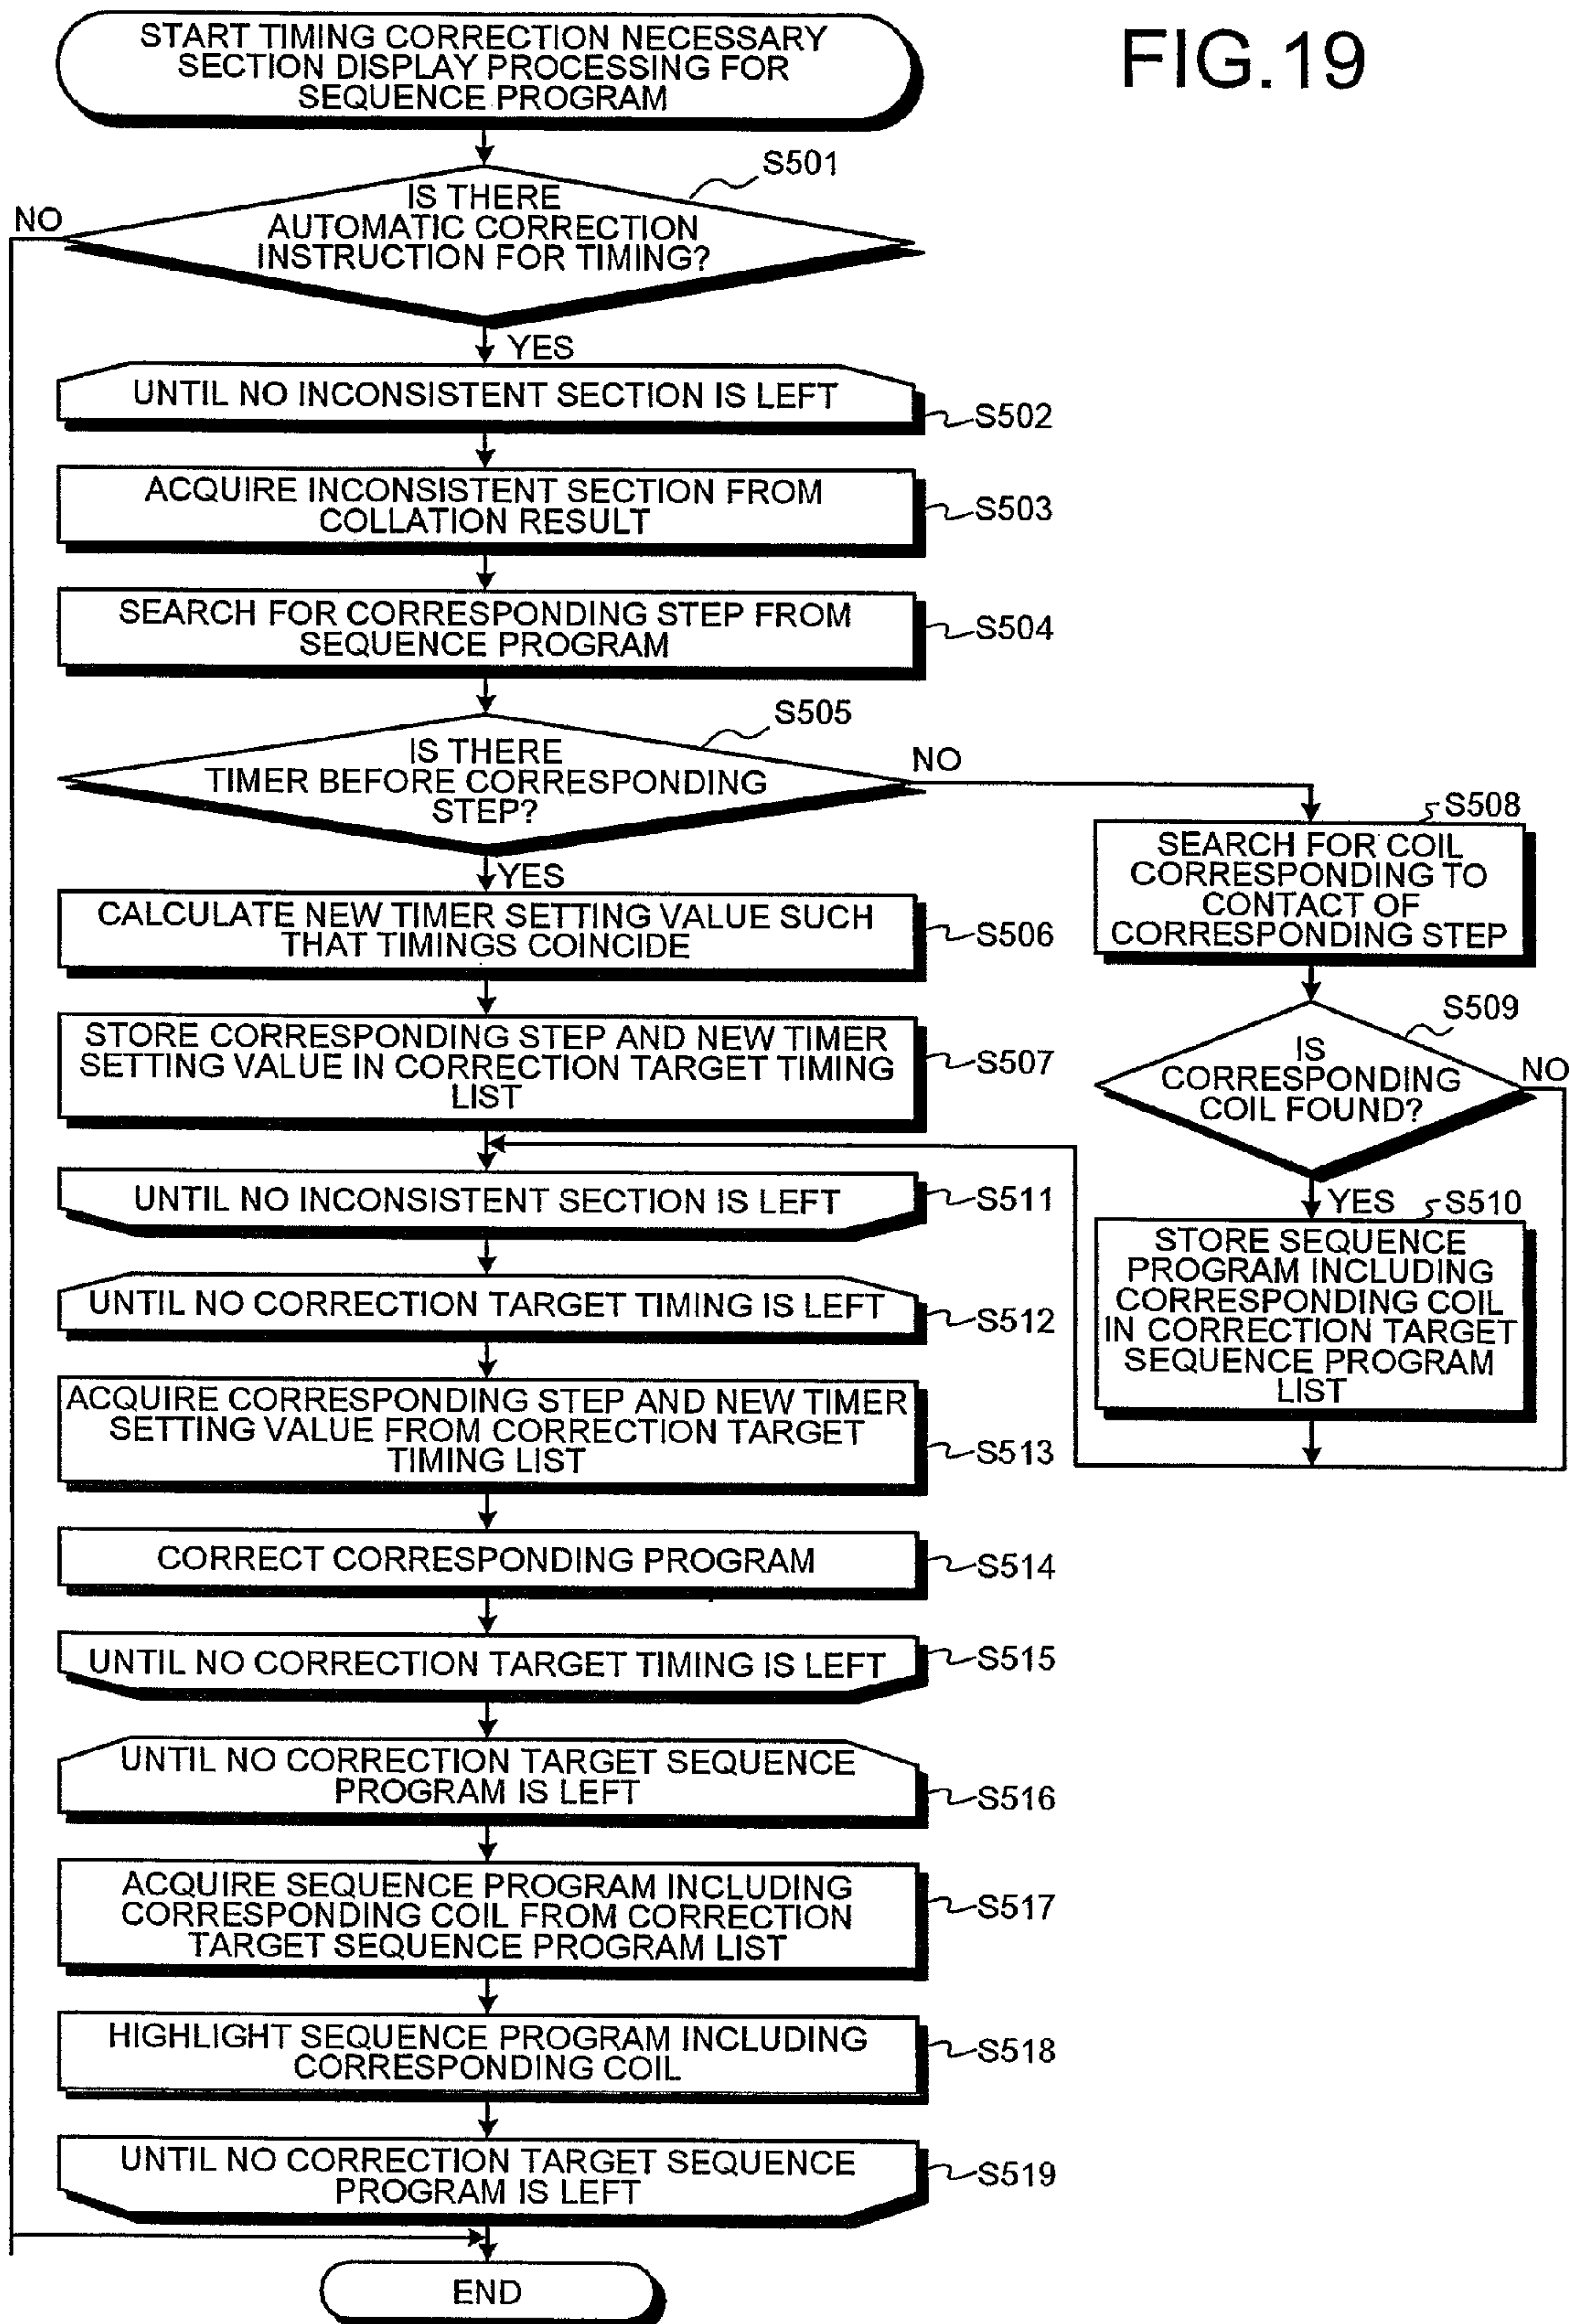 FIG.19
START TIMING CORRECTION NECESSARY
SECTION DISPLAY PROCESSING FOR
SEQUENCE PROGRAM
S501
IS THERE
AUTOMATIC CORRECTION
INSTRUCTION FOR TIMING?
NO
YES
UNTIL NO INCONSISTENT SECTION IS LEFT
S502
ACQUIRE INCONSISTENT SECTION FROM
COLLATION RESULT
S503
SEARCH FOR CORRESPONDING STEP FROM
SEQUENCE PROGRAM
S504
S505
IS THERE
TIMER BEFORE CORRESPONDING
STEP?
NO
YES
CALCULATE NEW TIMER SETTING VALUE SUCH
THAT TIMINGS COINCIDE
S506
STORE CORRESPONDING STEP AND NEW TIMER
SETTING VALUE IN CORRECTION TARGET TIMING
LIST
S507
S508
SEARCH FOR COIL
CORRESPONDING TO
CONTACT OF
CORRESPONDING STEP
S509
IS
CORRESPONDING
COIL FOUND?
NO
YES
S510
STORE SEQUENCE
PROGRAM INCLUDING
CORRESPONDING COIL
IN CORRECTION TARGET
SEQUENCE PROGRAM
LIST
UNTIL NO INCONSISTENT SECTION IS LEFT
S511
UNTIL NO CORRECTION TARGET TIMING IS LEFT
S512
ACQUIRE CORRESPONDING STEP AND NEW TIMER
SETTING VALUE FROM CORRECTION TARGET
TIMING LIST
S513
CORRECT CORRESPONDING PROGRAM
S514
UNTIL NO CORRECTION TARGET TIMING IS LEFT
S515
UNTIL NO CORRECTION TARGET SEQUENCE
PROGRAM IS LEFT
S516
ACQUIRE SEQUENCE PROGRAM INCLUDING
CORRESPONDING COIL FROM CORRECTION
TARGET SEQUENCE PROGRAM LIST
S517
HIGHLIGHT SEQUENCE PROGRAM INCLUDING
CORRESPONDING COIL
S518
UNTIL NO CORRECTION TARGET SEQUENCE
PROGRAM IS LEFT
S519
END